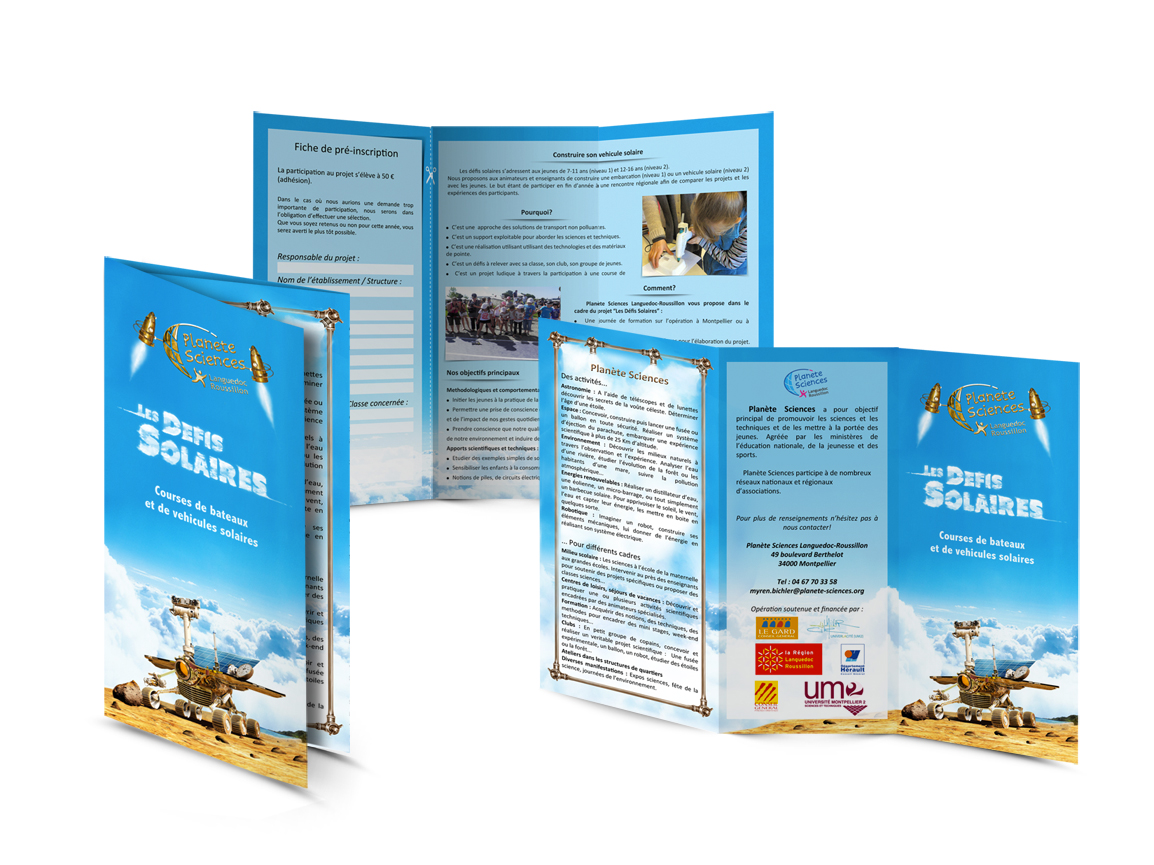 Fiche de pré-inscription
La participation au projet s'élève à 50 €
(adhésion).
Dans le cas où nous aurions une demande trop
importante de participation, nous serons dans
l'obligation d'effectuer une sélection.
Que vous soyez retenus ou non pour cette année, vous
serez averti le plus tôt possible.
Responsable du projet :
Nom de l'établissement / Structure :
Classe concernée :
Construire son vehicule solaire
Les défis solaires s'adressent aux jeunes de 7-11 ans (niveau 1) et 12-16 ans (niveau 2).
Nous proposons aux animateurs et enseignants de construire une embarcation (niveau 1) ou un vehicule solaire (niveau 2)
avec les jeunes. Le but étant de participer en fin d'année à une rencontre régionale afin de comparer les projets et les
expériences des participants.
Pourquoi?
• C'est une approche des solutions de transport non polluantes.
• C'est un support exploitable pour aborder les sciences et techniques.
• C'est une réalisation utilisant utilisant des technologies et des matériaux
de pointe.
• C'est un défis à relever avec sa classe, son club, son groupe de jeunes.
• C'est un projet ludique à travers la participation à une course de
Comment?
Planete Sciences Languedoc-Roussillon vous propose dans le
cadre du projet "Les Défis Solaires" :
• Une journée de formation sur l'opération à Montpellier ou à
pour l'élaboration du projet.
Nos objectifs principaux
Methodologiques et comportementa
• Initier les jeunes à la pratique de la
• Permettre une prise de conscience
et de l'impact de nos gestes quotidien
• Prendre conscience que notre qual
de notre environnement et induire de
Apports scientifiques et techniques :
• Etudier des exemples simples de so
• Sensibiliser les enfants à la consom
• Notions de piles, de circuits électri
Planète
Sciences
Languedoc
Roussillon
Les Defis
Solaires
Courses de bateaux
et de vehicules solaires
Planète Sciences
Des activités...
Astronomie : A l'aide de téléscopes et de lunettes
découvrir les secrets de la voûte céleste. Déterminer
l'âge d'une étoile.
Espace : Concevoir, construire puis lancer une fusée ou
un ballon en toute sécurité. Réaliser un système
d'éjection du parachute, embarquer une expérience
scientifique à plus de 25 Km d'altitude.
Environnement : Découvrir les milieux naturels à
travers l'observation et l'expérience. Analyser l'eau
d'une rivière, étudier l'évolution de la forêt ou les
habitants d'une mare, suivre la pollution
atmosphérique...
Energies renouvelables : Réaliser un distillateur d'eau,
une éolienne, un micro-barrage, ou tout simplement
un barbecue solaire. Pour apprivoiser le soleil, le vent,
l'eau et capter leur énergie, les mettre en boite en
quelques sorte.
Robotique : Imaginer un robot, construire ses
éléments mécaniques, lui donner de l'énergie en
réalisant son système électrique.
... Pour différents cadres
Milieu scolaire : Les sciences à l'école de la maternelle
aux grandes écoles. Intervenir au près des enseignants
pour soutenir des projets spécifiques ou proposer des
classes sciences...
Centres de loisirs, séjours de vacances : Découvrir et
pratiquer une ou plusieurs activités scientifiques
encadrées par des animateurs spécialisés.
Formation : Acquérir des notions, des techniques, des
methodes pour encadrer des mini stages, week-end
techniques.
Clubs : En petit groupe de copains, concevoir et
réaliser un veritable projet scientifique : Une fusée
expérimentale, un ballon, un robot, étudier des étoiles
ou la forêt...
Ateliers dans les structures de quartiers
Diverses manifestations : Expos sciences, fête de la
science, journées de l'environnement.
Planète
Sciences
Languedoc
Roussillon
Planète Sciences a pour objectif
principal de promouvoir les sciences et les
techniques et de les mettre à la portée des
jeunes. Agréée par les ministères de
l'éducation nationale, de la jeunesse et des
sports.
Planète Sciences participe à de nombreux
réseaux nationaux et régionaux
d'associations.
Pour plus de renseignements n'hésitez pas à
nous contacter!
Planète Sciences Languedoc-Roussillon
49 boulevard Berthelot
34000 Montpellier
Tel : 04 67 70 33 58
myren.bichler@planete-sciences.org
Opération soutenue et financée par :
LE GARD
la Région
Languedoc
Roussillon
Département
Hérault
CONSEIL
GENERAL
um2
UNIVERSITÉ MONTPELLIER 2
SCIENCES ET TECHNIQUES
Planète
Sciences
Languedoc
Roussillon
Les Defis
Solaires
Courses de bateaux
et de vehicules solaires